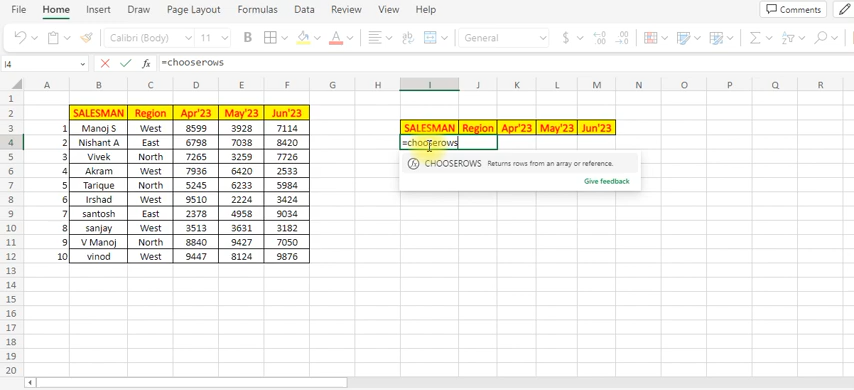 File Home Insert Draw Page Layout Formulas Data Review View Help Comments
Calibri (Body) 11 B A General $
I4 =chooserows
A B C D E F G H I J K L M N O P Q R
1
2 SALESMAN Region Apr'23 May'23 Jun'23
3 1 Manoj S West 8599 3928 7114 SALESMAN Region Apr'23 May'23 Jun'23
4 2 Nishant A East 6798 7038 8420 =chooserows
5 3 Vivek North 7265 3259 7726 CHOOSEROWS Returns rows from an array or reference.
6 4 Akram West 7936 6420 2533 Give feedback
7 5 Tarique North 5245 6233 5984
8 6 Irshad West 9510 2224 3424
9 7 santosh East 2378 4958 9034
10 8 sanjay West 3513 3631 3182
11 9 V Manoj North 8840 9427 7050
12 10 vinod West 9447 8124 9876
13
14
15
16
17
18
19
20